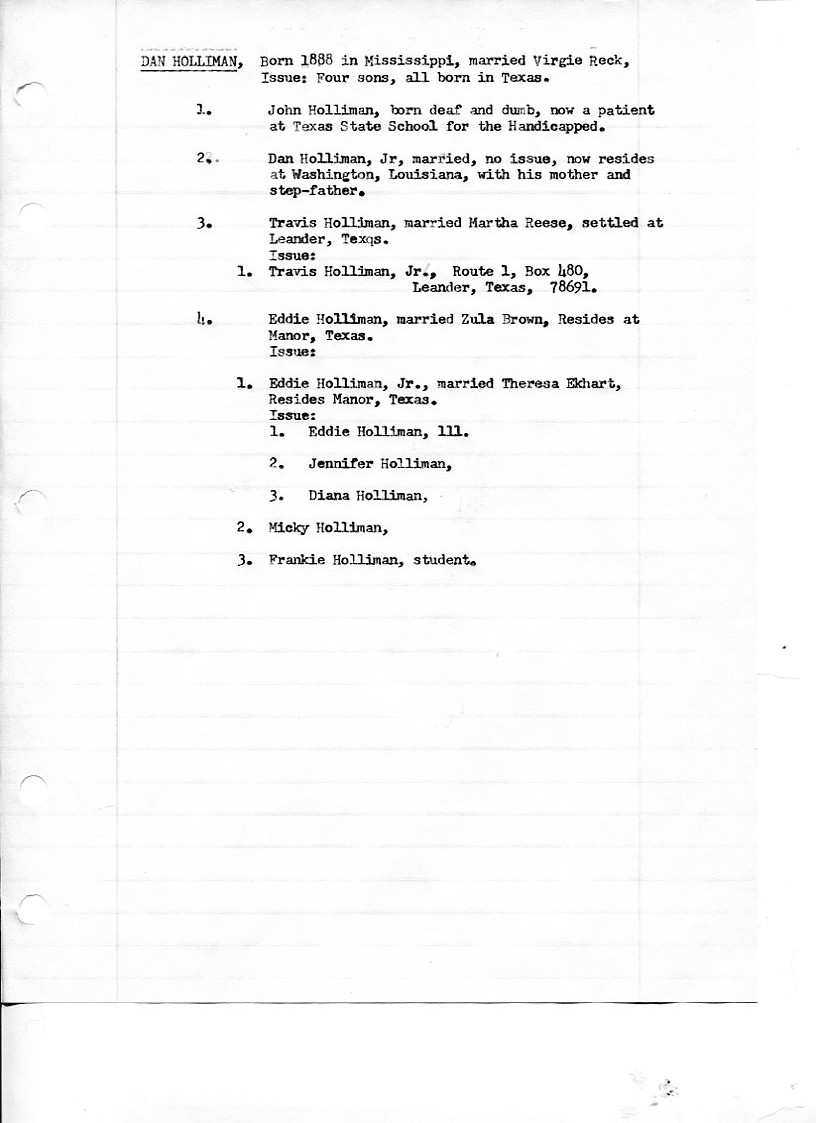 DAN HOLLIMAN, Born 1888 in Mississippi, married Virgie Reck,
Issue: Four sons, all born in Texas.
1. John Holliman, born deaf and dumb, now a patient
at Texas State School for the Handicapped.
2. Dan Holliman, Jr, married, no issue, now resides
at Washington, Louisiana, with his mother and
step-father.
3. Travis Holliman, married Martha Reese, settled at
Leander, Texqs.
Issue:
1. Travis Holliman, Jr., Route 1, Box 480,
Leander, Texas, 78691.
4. Eddie Holliman, married Zula Brown, Resides at
Manor, Texas.
Issue:
1. Eddie Holliman, Jr., married Theresa Ekhart,
Resides Manor, Texas.
Issue:
1. Eddie Holliman, lll.
2. Jennifer Holliman,
3. Diana Holliman,
2. Micky Holliman,
3. Frankie Holliman, student.